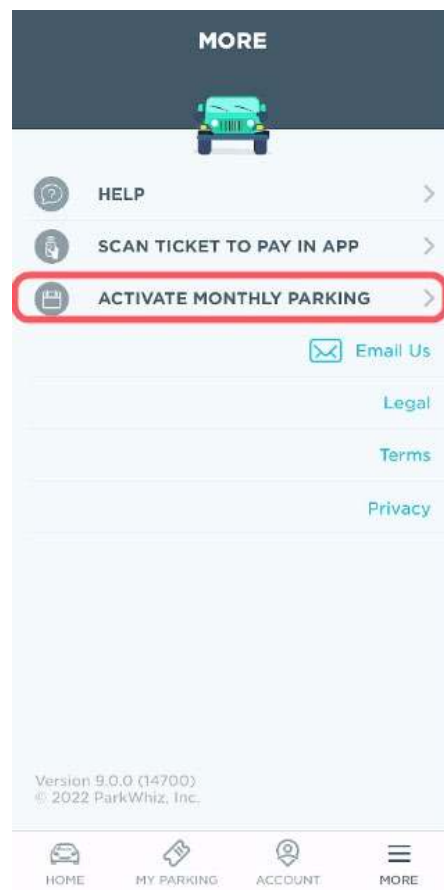 MORE
HELP
SCAN TICKET TO PAY IN APP
ACTIVATE MONTHLY PARKING
Email Us
Legal
Terms
Privacy
Version 9.0.0 (14700)
© 2022 ParkWhiz, Inc.
HOME MY PARKING ACCOUNT MORE